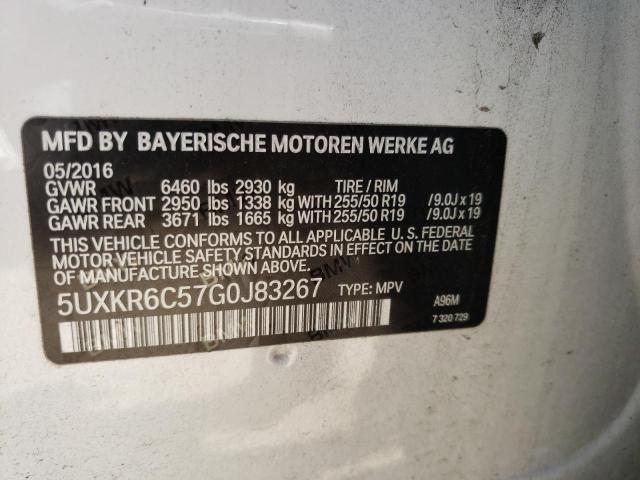 MFD BY BAYERISCHE MOTOREN WERKE AG
05/2016
GVWR 6460 lbs 2930 kg TIRE / RIM
GAWR FRONT 2950 lbs 1338 kg WITH 255/50 R19 /9.0J x 19
GAWR REAR 3671 lbs 1665 kg WITH 255/50 R19 /9.0J x 19
THIS VEHICLE CONFORMS TO ALL APPLICABLE U.S. FEDERAL
MOTOR VEHICLE SAFETY STANDARDS IN EFFECT ON THE DATE
OF MANUFACTURE SHOWN ABOVE.
5UXKR6C57G0J83267 TYPE: MPV A96M
7 320 729